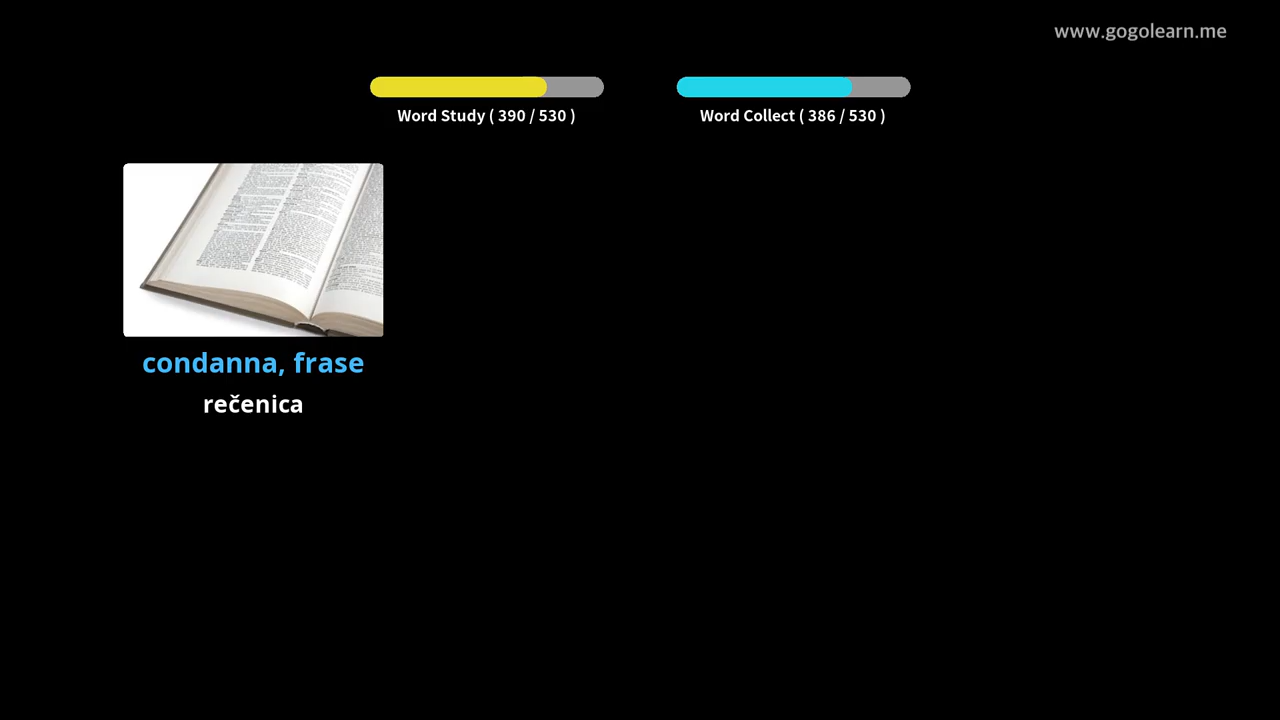 www.gogolearn.me
Word Study ( 390 / 530 )
Word Collect ( 386 / 530 )
condanna, frase
rečenica